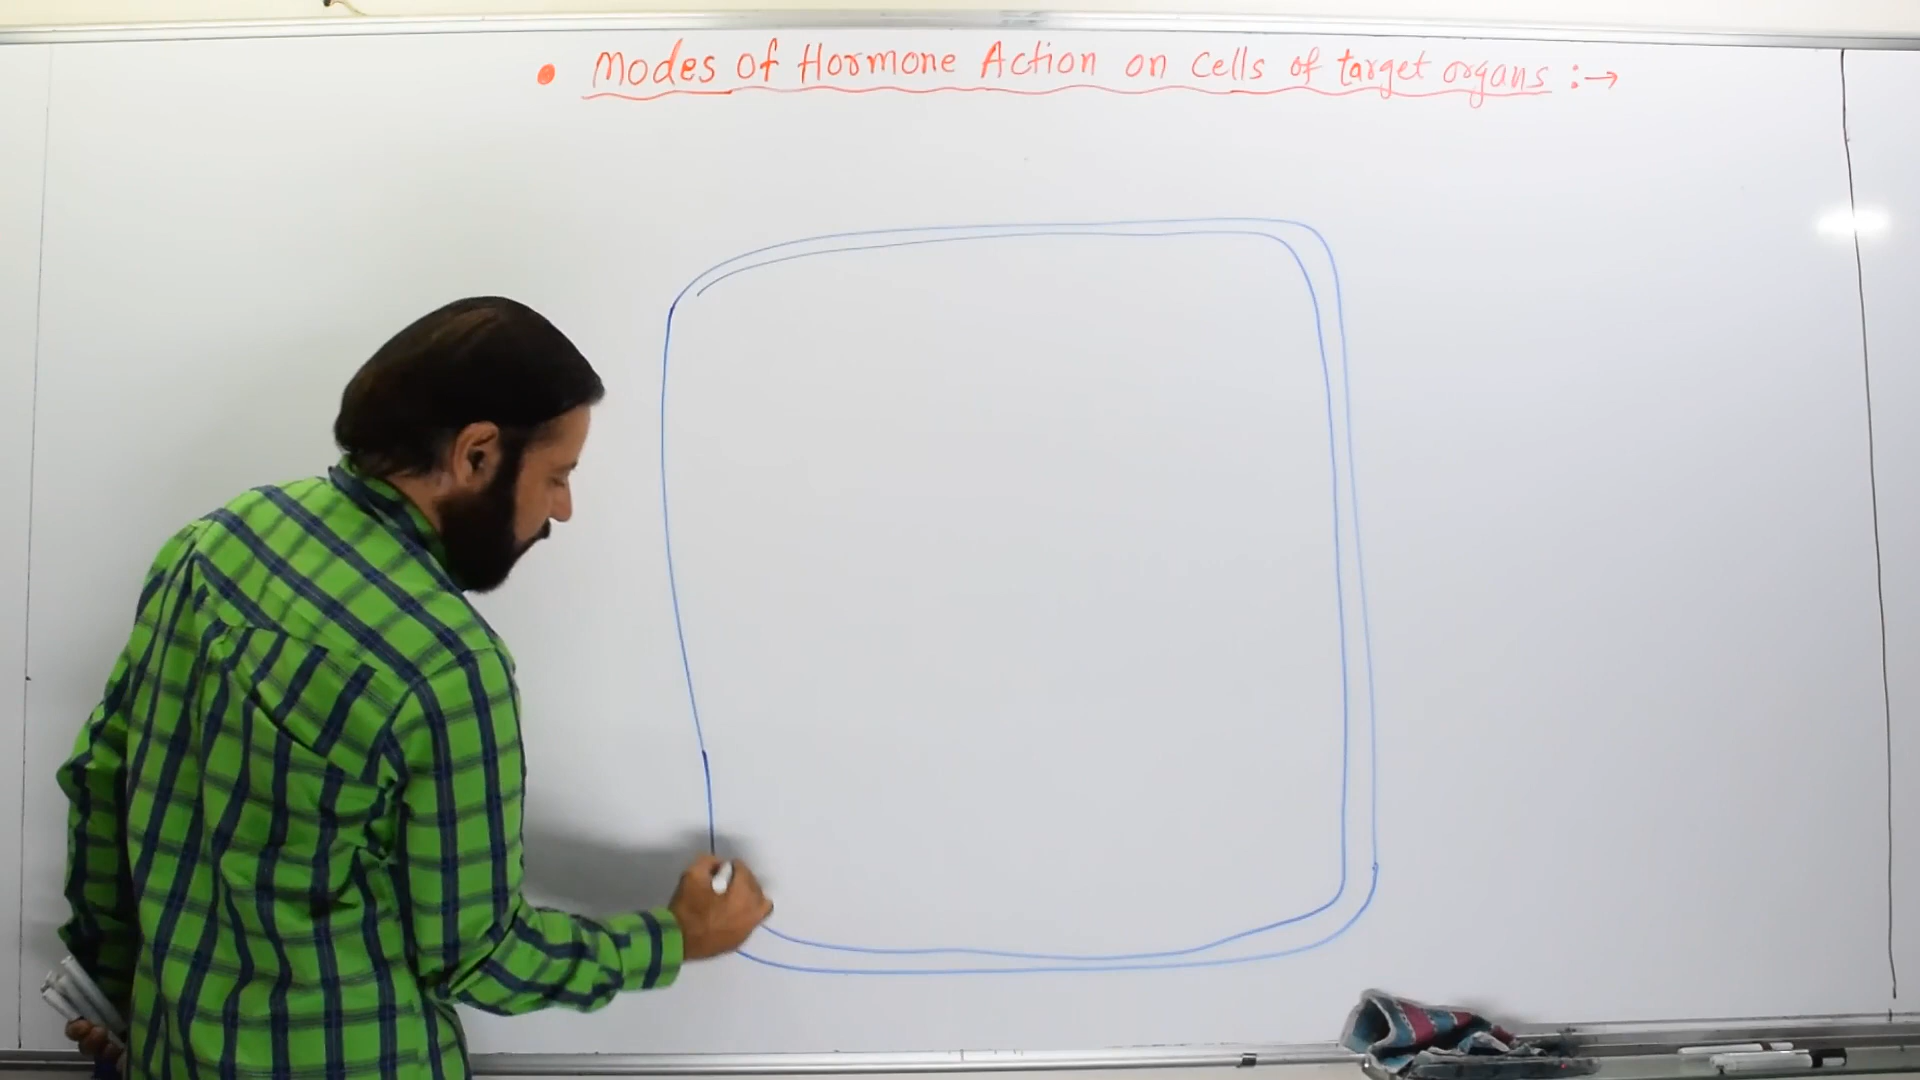 • Modes of Hormone Action on cells of target organs :→